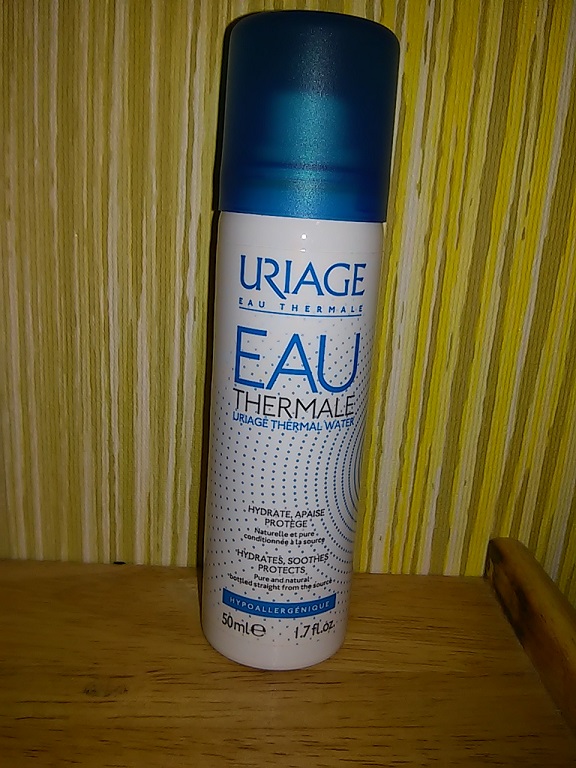 URIAGE
EAU THERMALE
EAU
THERMALE
URIAGE THERMAL WATER
HYDRATE, APAISE
PROTÈGE
Naturelle et pure
conditionnée à la source
HYDRATES, SOOTHES
PROTECTS
Pure and natural
bottled straight from the source
HYPOALLERGÉNIQUE
50ml℮ 1.7 fl.oz.